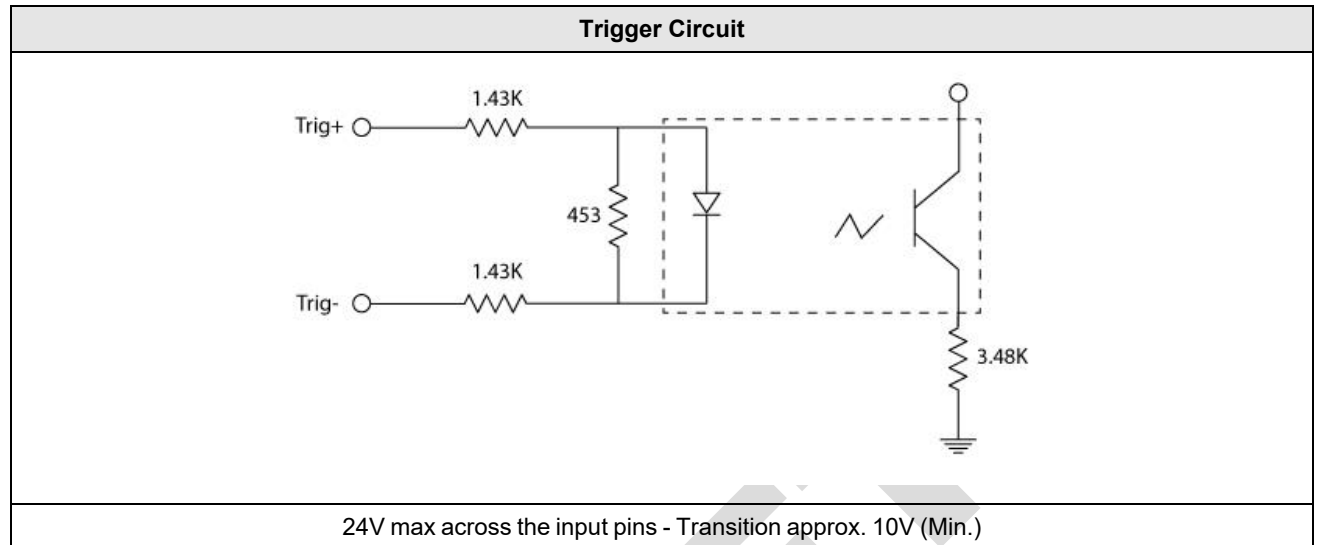 Trigger Circuit
1.43K
Trig+
453
1.43K
Trig-
3.48K
24V max across the input pins - Transition approx. 10V (Min.)